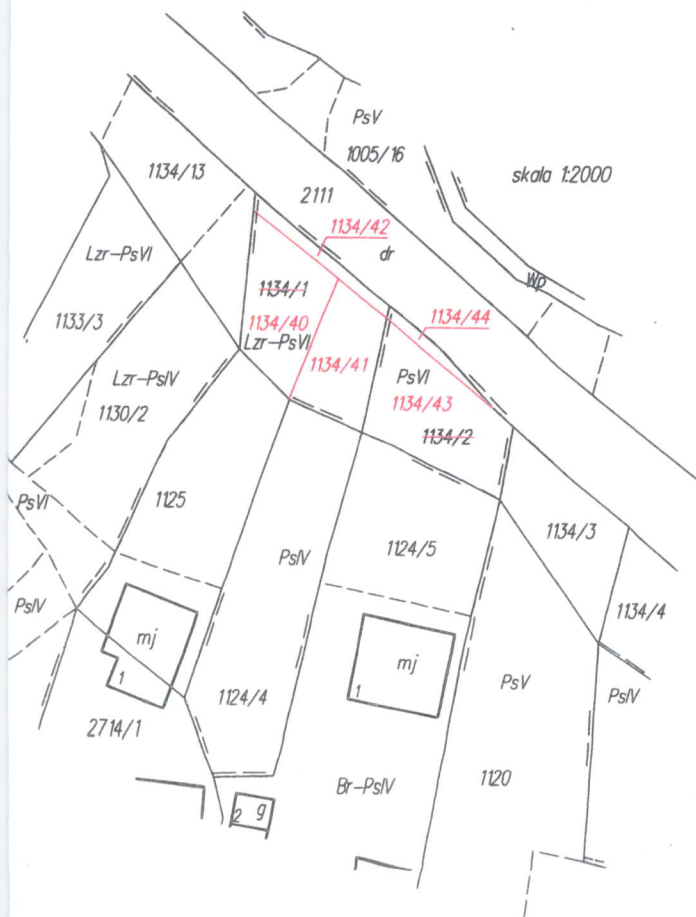 PsV
1005/16
skala 1:2000
1134/13
2111
1134/42
dr
Lzr-PsVI
Wp
1134/1
1134/40
1134/44
1133/3
Lzr-PsVI
1134/41
PsVI
1134/43
Lzr-PsIV
1130/2
1134/2
PsVI
1125
1134/3
PsIV
1124/5
PsIV
1134/4
mj
mj
1
1
PsV
PsIV
1124/4
2714/1
Br-PsIV
1120
2 g